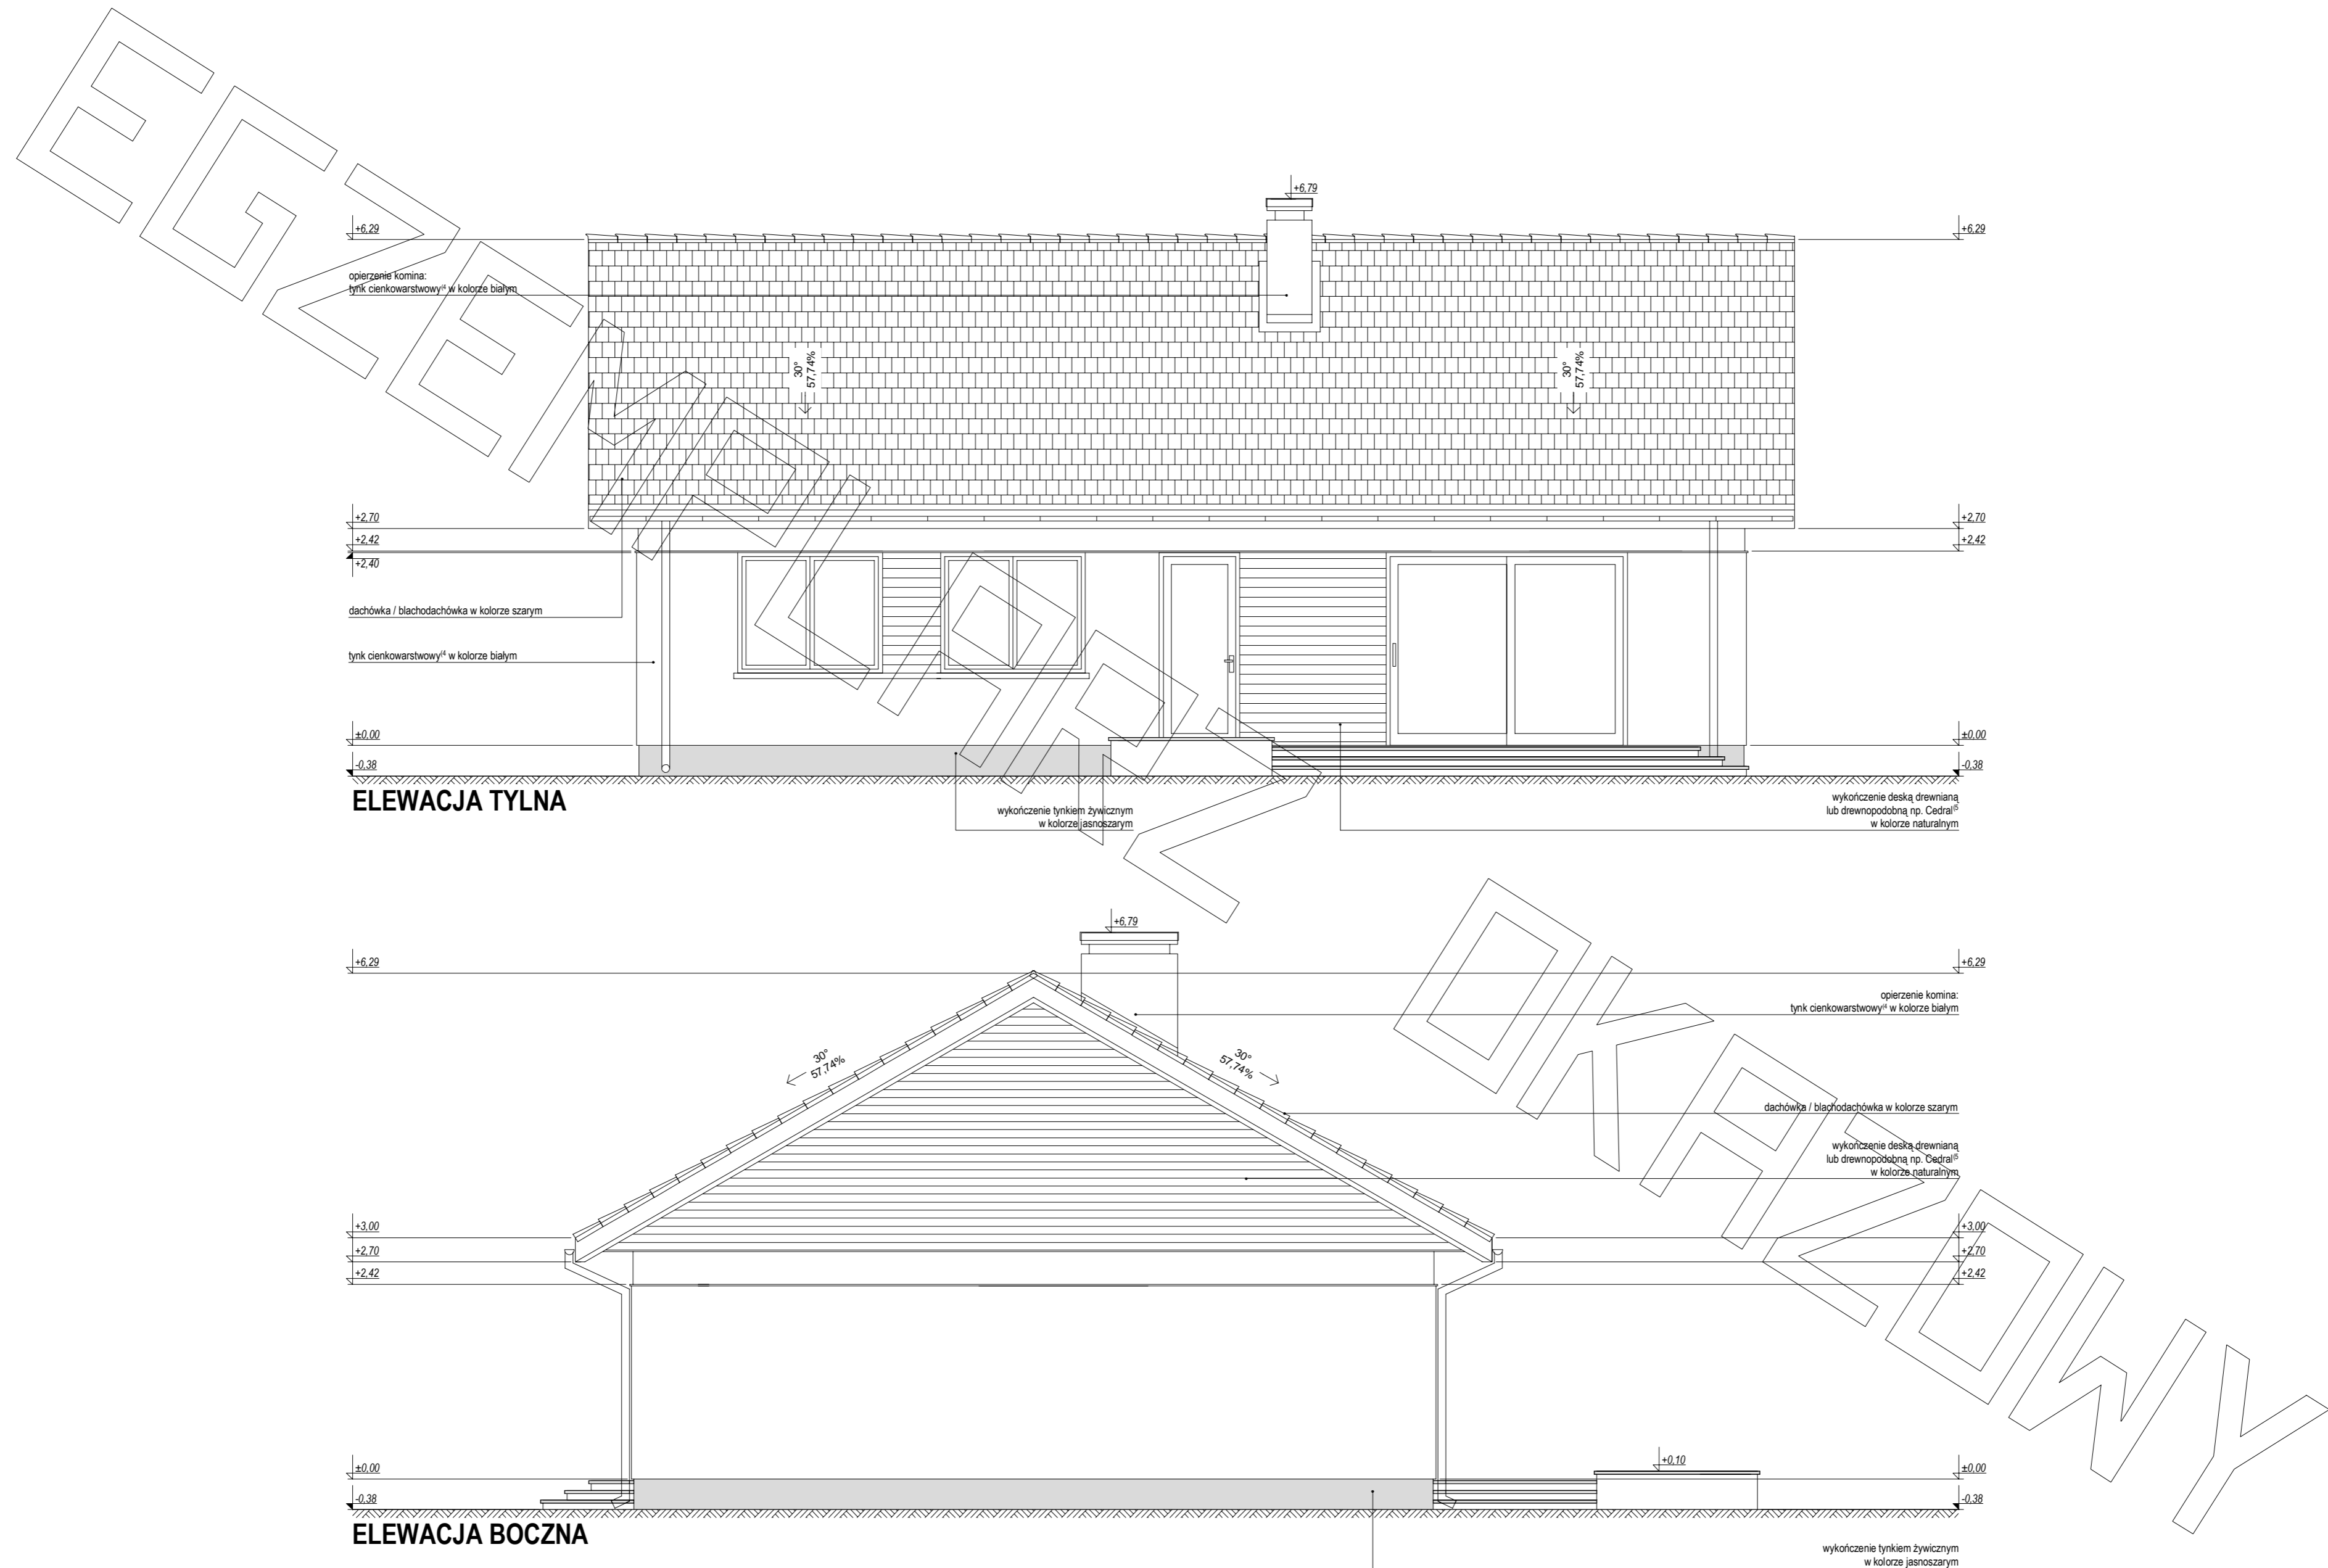 EGZEMPLARZ OKAZOWY
+6,79
+6,29
+6,29
opierzenie komina:
tynk cienkowarstwowy⁽⁴ w kolorze białym
30°
57,74%
30°
57,74%
+2,70
+2,42
+2,40
+2,70
+2,42
dachówka / blachodachówka w kolorze szarym
tynk cienkowarstwowy⁽⁴ w kolorze białym
±0,00
-0,38
±0,00
-0,38
ELEWACJA TYLNA
wykończenie tynkiem żywicznym
w kolorze jasnoszarym
wykończenie deską drewnianą
lub drewnopodobną np. Cedral⁽⁵
w kolorze naturalnym
+6,79
+6,29
+6,29
opierzenie komina:
tynk cienkowarstwowy⁽⁴ w kolorze białym
30°
57,74%
30°
57,74%
dachówka / blachodachówka w kolorze szarym
wykończenie deską drewnianą
lub drewnopodobną np. Cedral⁽⁵
w kolorze naturalnym
+3,00
+2,70
+2,42
+3,00
+2,70
+2,42
+0,10
±0,00
-0,38
±0,00
-0,38
ELEWACJA BOCZNA
wykończenie tynkiem żywicznym
w kolorze jasnoszarym